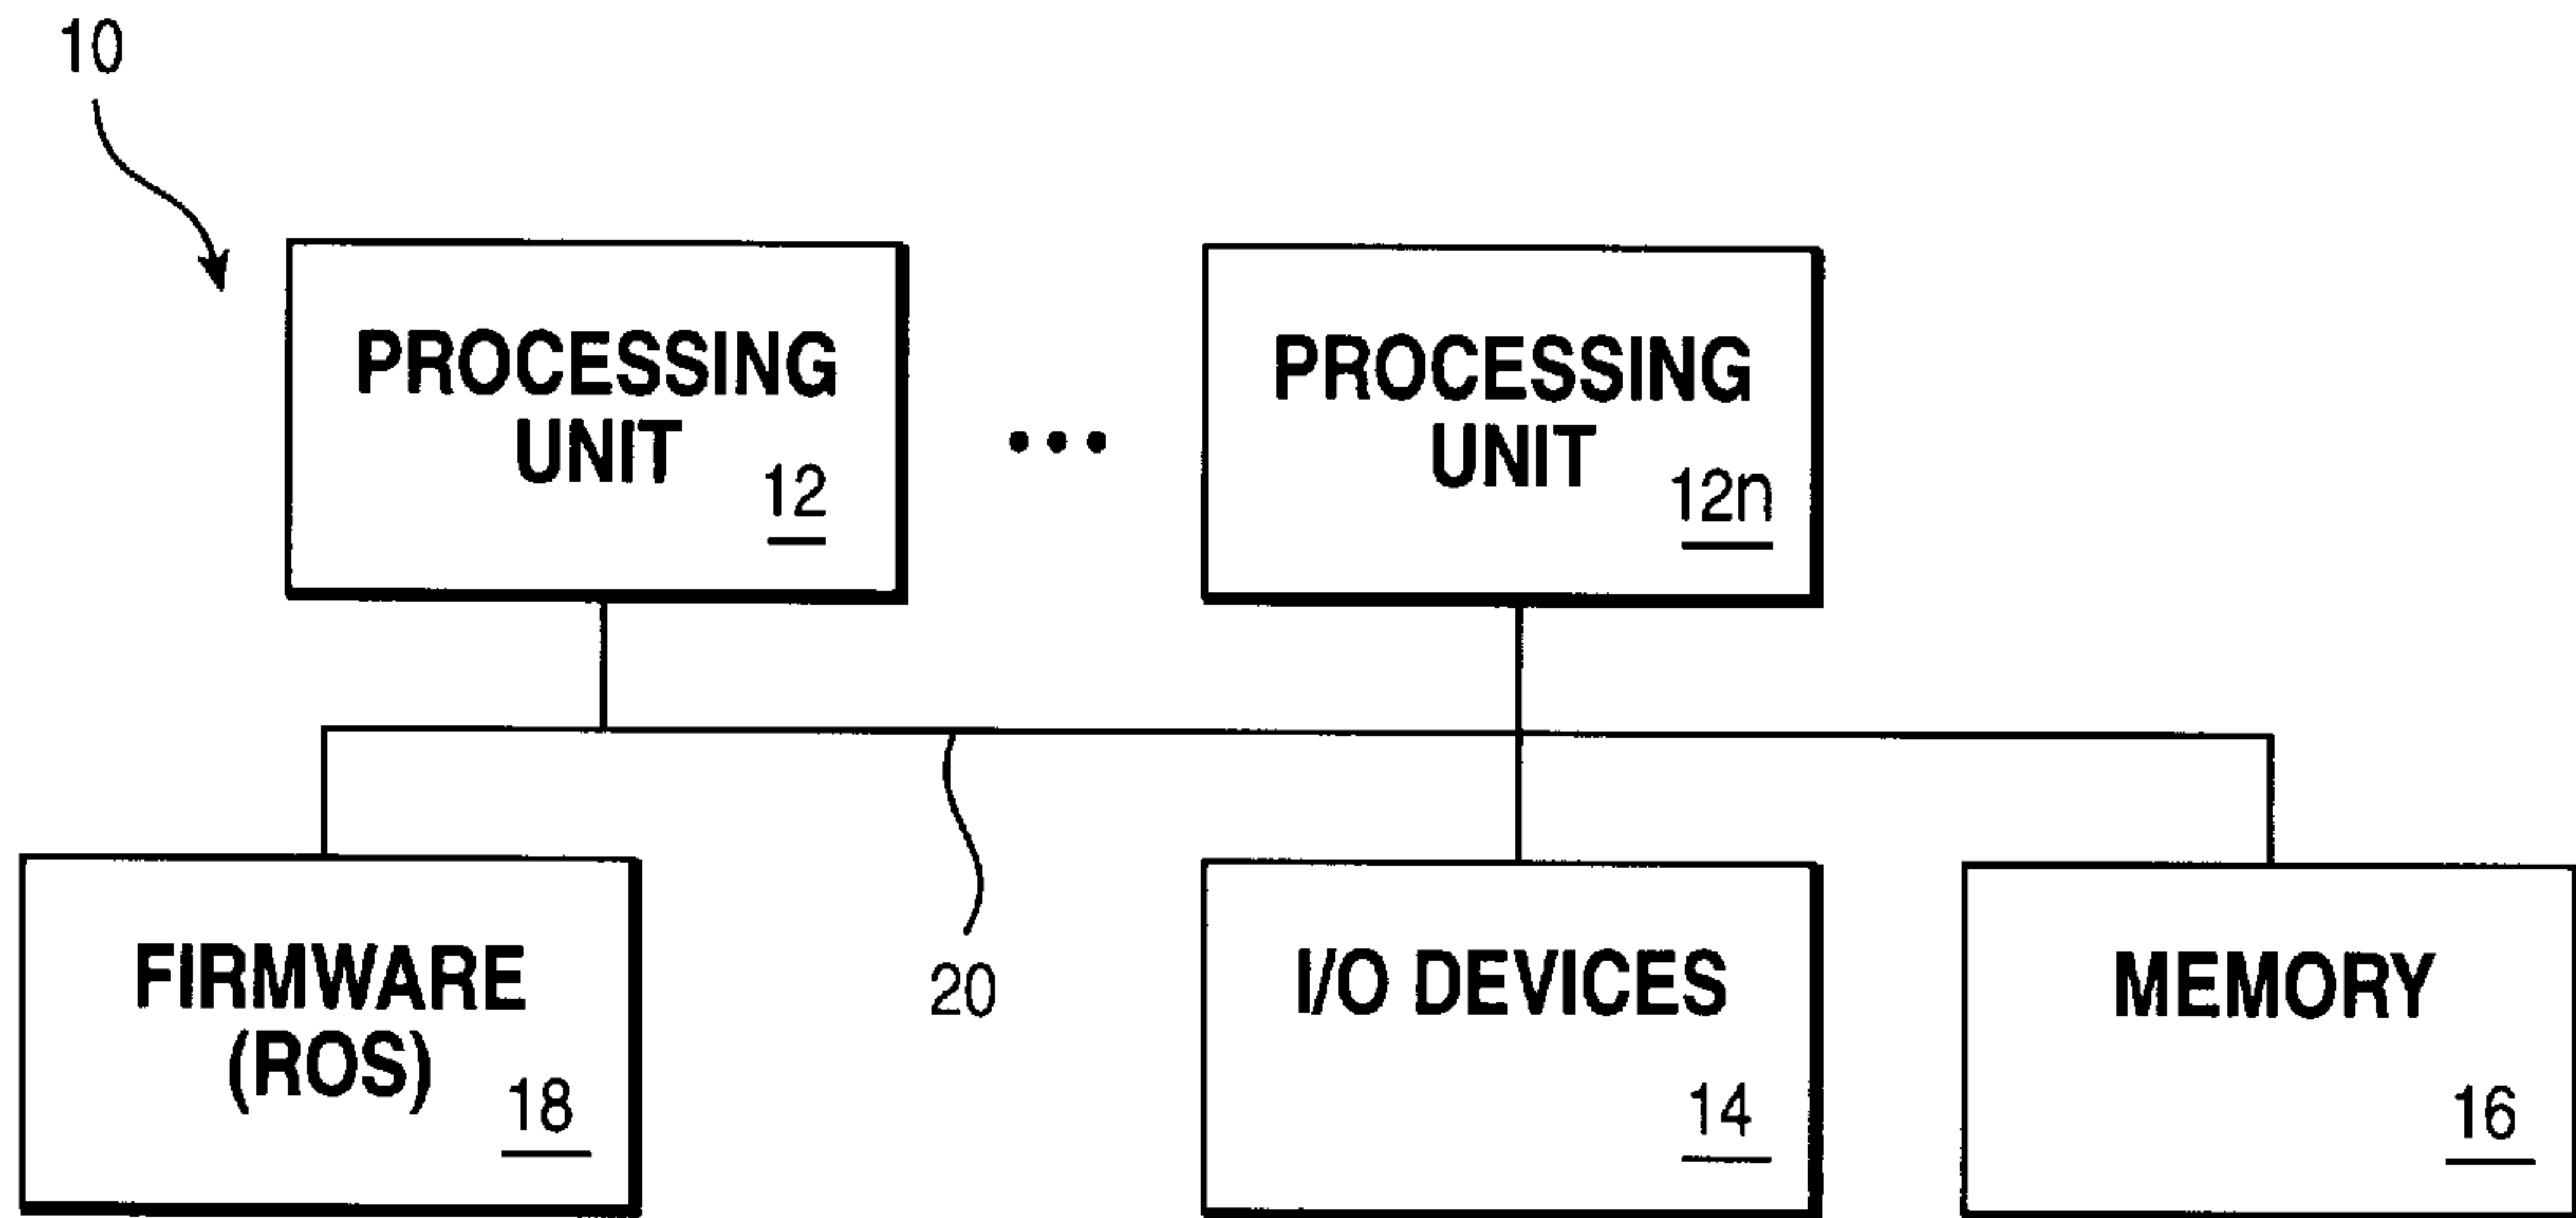 10
PROCESSING
UNIT
12
...
PROCESSING
UNIT
12n
20
FIRMWARE
(ROS)
18
I/O DEVICES
14
MEMORY
16